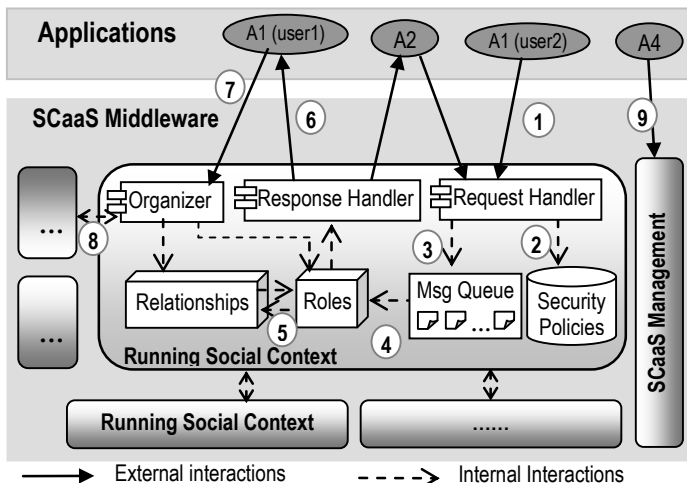 Applications
A1 (user1)
A2
A1 (user2)
A4
7
6
1
9
SCaaS Middleware
Organizer
Response Handler
Request Handler
...
8
3
2
Relationships
Roles
Msg Queue
...
Security
Policies
...
5
4
Running Social Context
SCaaS Management
Running Social Context
......
External interactions
Internal Interactions